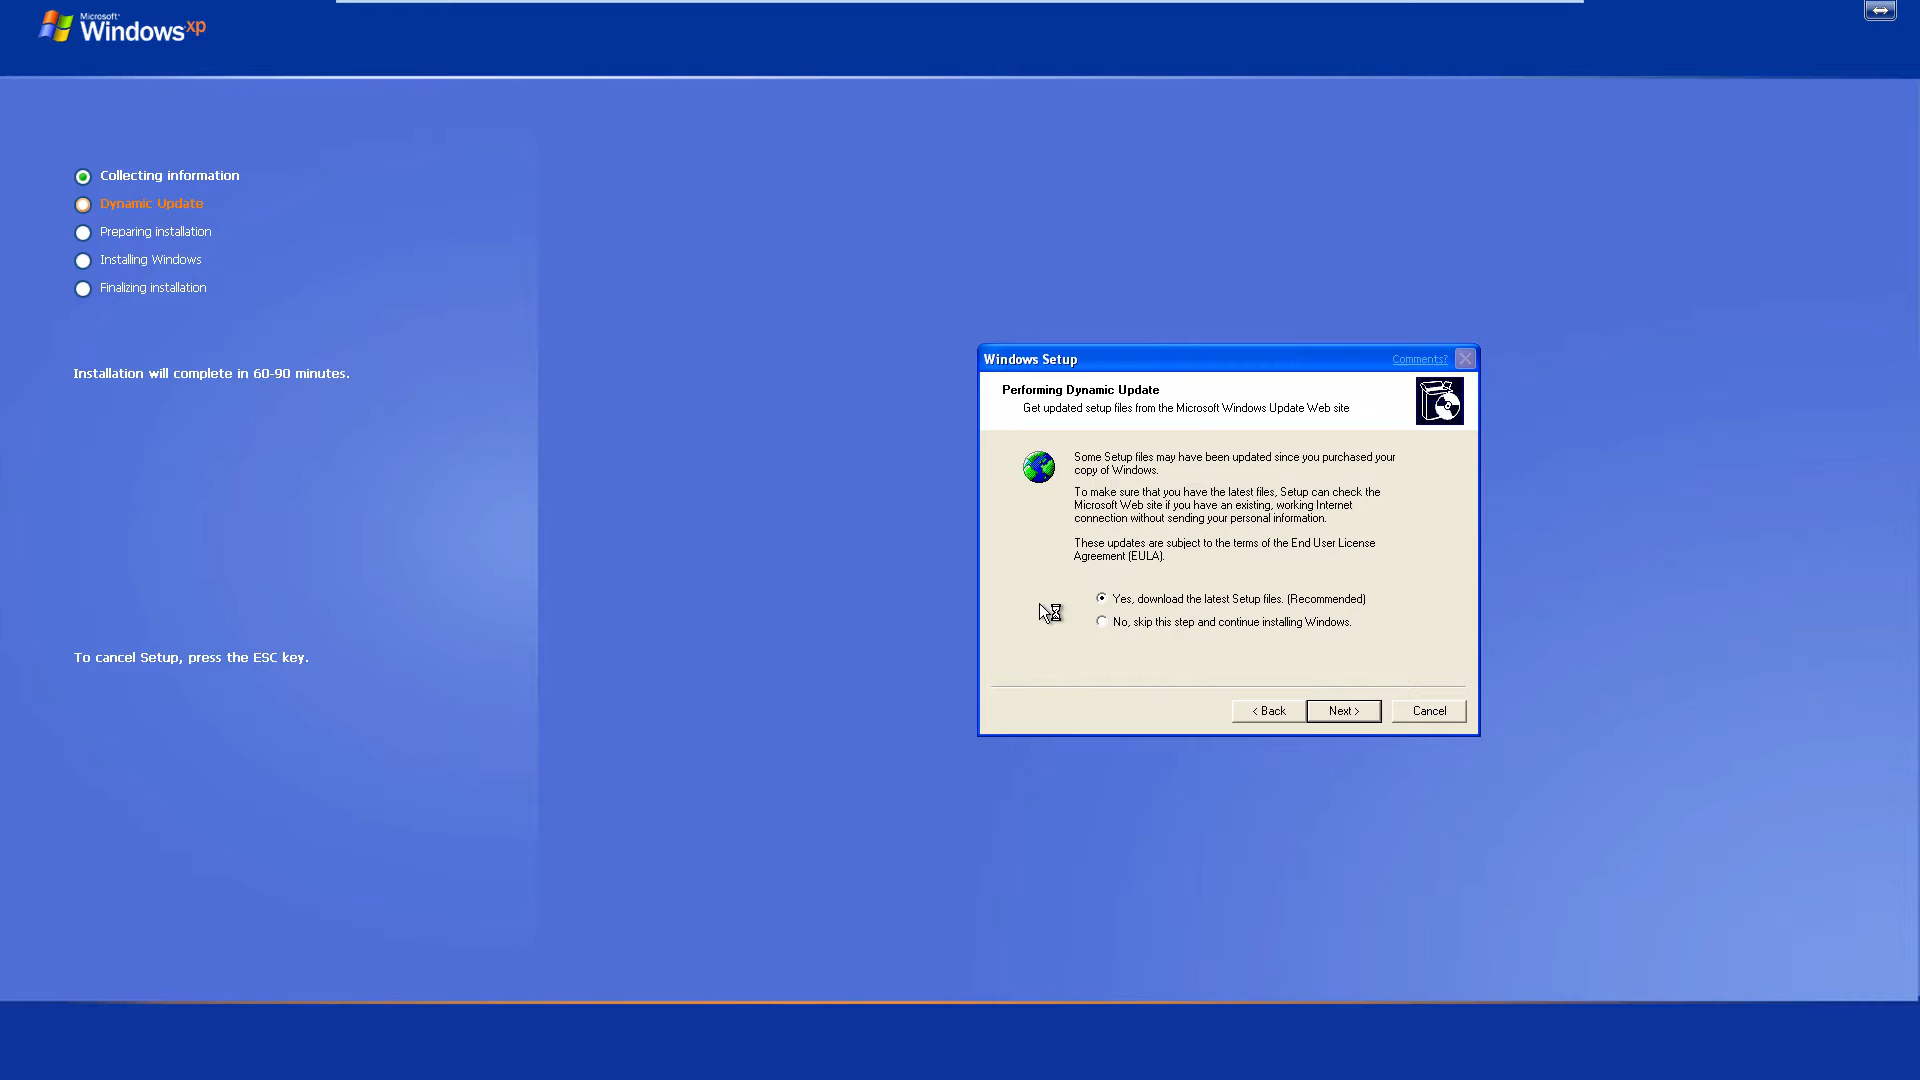 Microsoft
Windows xp
Collecting information
Dynamic Update
Preparing installation
Installing Windows
Finalizing installation
Installation will complete in 60-90 minutes.
To cancel Setup, press the ESC key.
Windows Setup
Comments?
Performing Dynamic Update
Get updated setup files from the Microsoft Windows Update Web site
Some Setup files may have been updated since you purchased your
copy of Windows.
To make sure that you have the latest files, Setup can check the
Microsoft Web site if you have an existing, working Internet
connection without sending your personal information.
These updates are subject to the terms of the End User License
Agreement (EULA).
Yes, download the latest Setup files. (Recommended)
No, skip this step and continue installing Windows.
< Back
Next >
Cancel